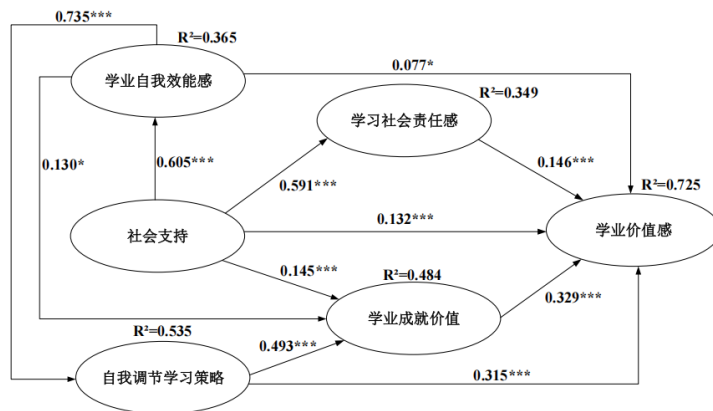 0.735***
R²=0.365
学业自我效能感
0.077*
R²=0.349
学习社会责任感
0.130*
0.605***
0.591***
0.146***
R²=0.725
社会支持
0.132***
学业价值感
0.145***
R²=0.484
学业成就价值
0.329***
R²=0.535
0.493***
自我调节学习策略
0.315***